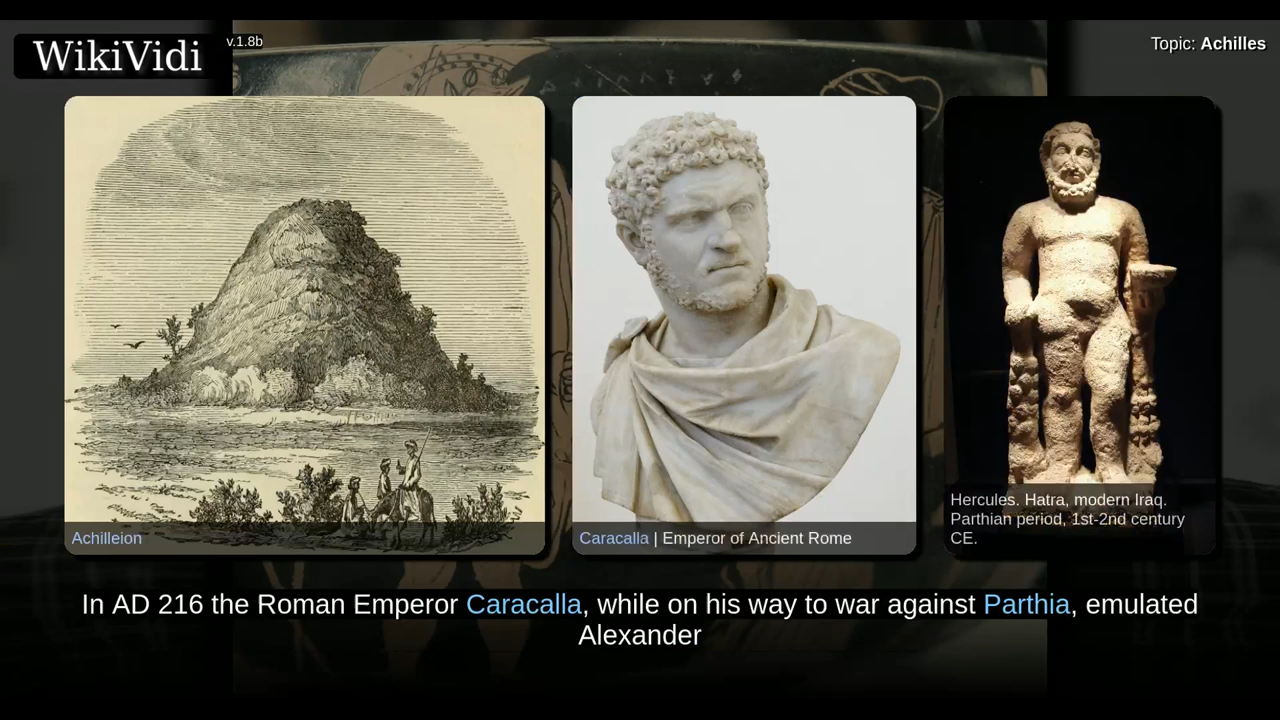 WikiVidi
v.1.8b
Topic: Achilles
Achilleion
Caracalla | Emperor of Ancient Rome
Hercules. Hatra, modern Iraq.
Parthian period, 1st-2nd century
CE.
In AD 216 the Roman Emperor Caracalla, while on his way to war against Parthia, emulated
Alexander